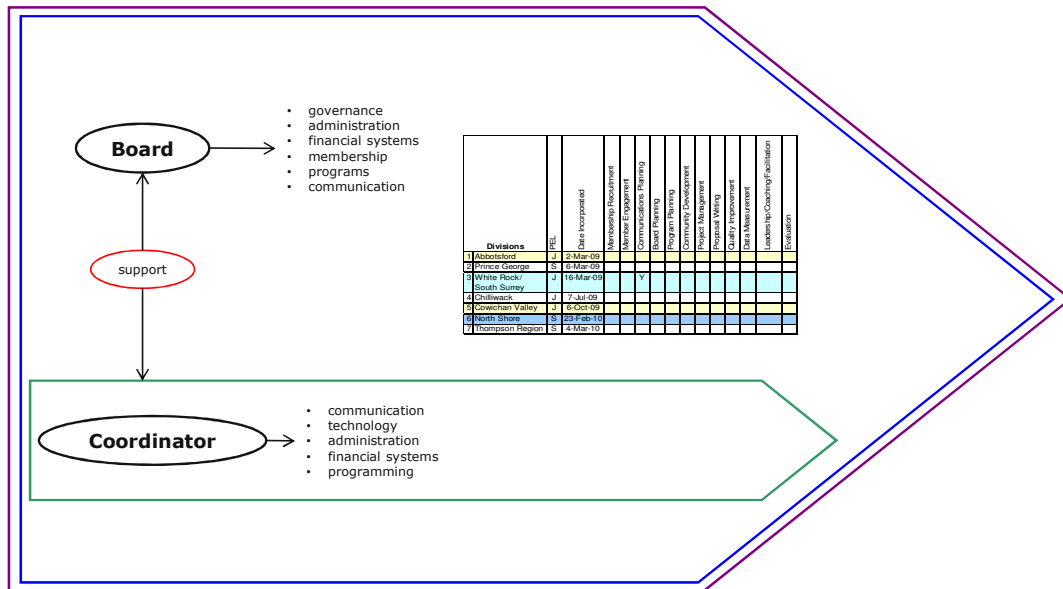 Board
• governance
• administration
• financial systems
• membership
• programs
• communication
support
Coordinator
• communication
• technology
• administration
• financial systems
• programming
Divisions PEL Date Incorporated Membership Recruitment Member Engagement Communications Planning Board Planning Program Planning Community Development Project Management Proposal Writing Quality Improvement Data Measurement Leadership/Coaching/Facilitation Evaluation
1 Abbotsford J 2-Mar-09
2 Prince George S 6-Mar-09
3 White Rock/ J 16-Mar-09 Y
South Surrey
4 Chilliwack J 7-Jul-09
5 Cowichan Valley J 6-Oct-09
6 North Shore S 23-Feb-10
7 Thompson Region S 4-Mar-10